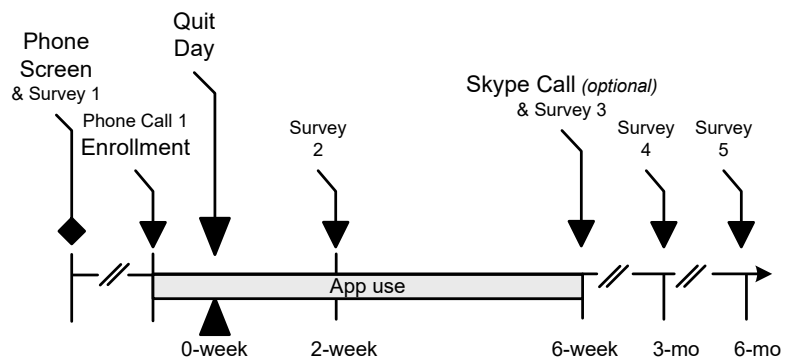 Quit
Day
Phone
Screen
& Survey 1
Phone Call 1
Enrollment
Survey
2
Skype Call (optional)
& Survey 3
Survey
4
Survey
5
App use
0-week
2-week
6-week
3-mo
6-mo